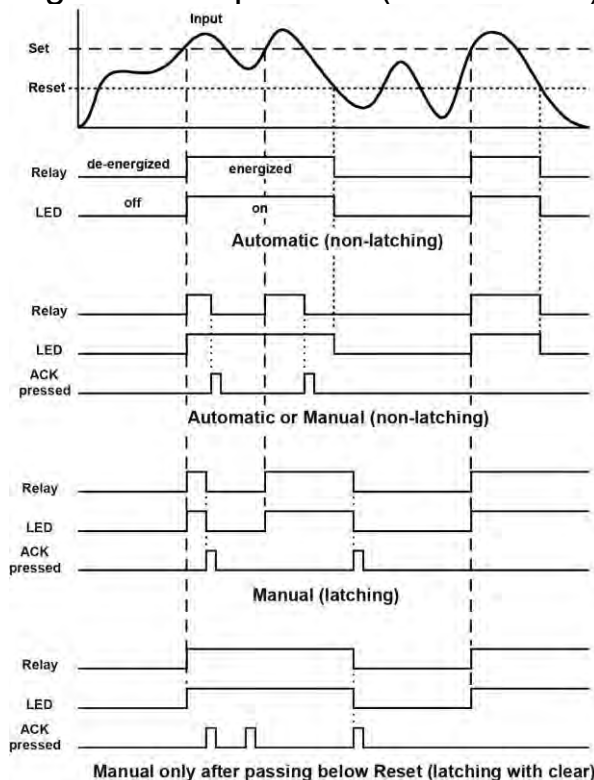 Input
Set
Reset
de-energized energized
Relay
off on
LED
Automatic (non-latching)
Relay
LED
ACK
pressed
Automatic or Manual (non-latching)
Relay
LED
ACK
pressed
Manual (latching)
Relay
LED
ACK
pressed
Manual only after passing below Reset (latching with clear)